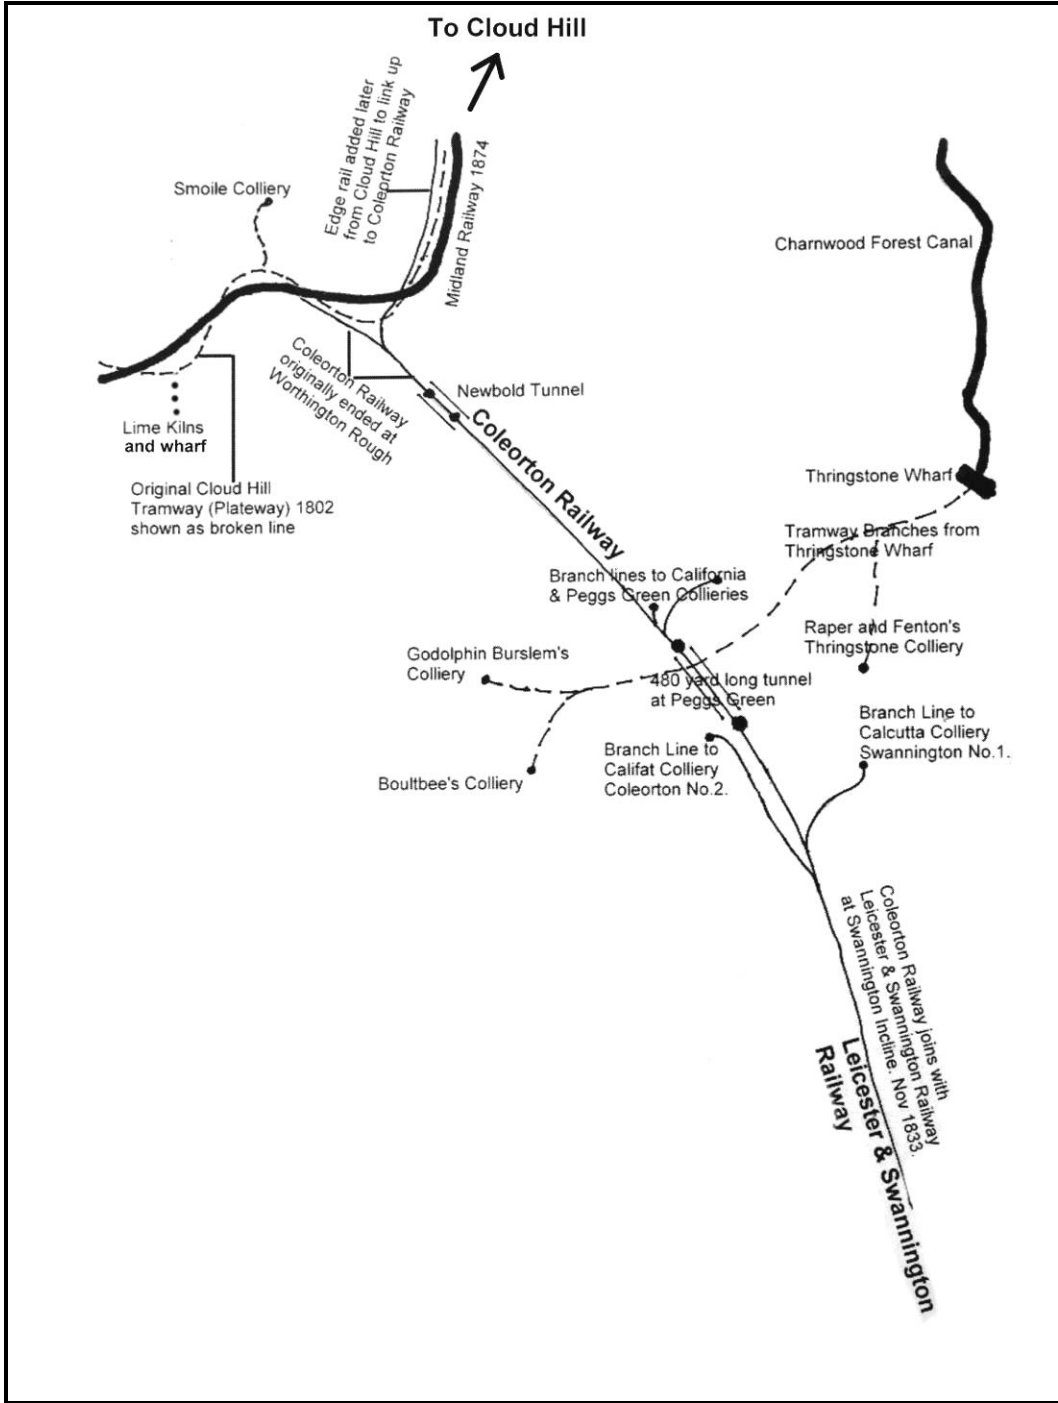 To Cloud Hill
Edge rail added later
from Cloud Hill to link up
to Coleorton Railway
Midland Railway 1874
Smoile Colliery
Charnwood Forest Canal
Coleorton Railway
originally ended at
Worthington Rough
Newbold Tunnel
Lime Kilns
and wharf
Coleorton Railway
Original Cloud Hill
Tramway (Plateway) 1802
shown as broken line
Thringstone Wharf
Tramway Branches from
Thringstone Wharf
Branch lines to California
& Peggs Green Collieries
Raper and Fenton's
Thringstone Colliery
Godolphin Burslem's
Colliery
480 yard long tunnel
at Peggs Green
Branch Line to
Calcutta Colliery
Swannington No.1.
Branch Line to
Califat Colliery
Coleorton No.2.
Boultbee's Colliery
Coleorton Railway joins with
Leicester & Swannington Railway
at Swannington Incline. Nov 1833.
Leicester & Swannington
Railway